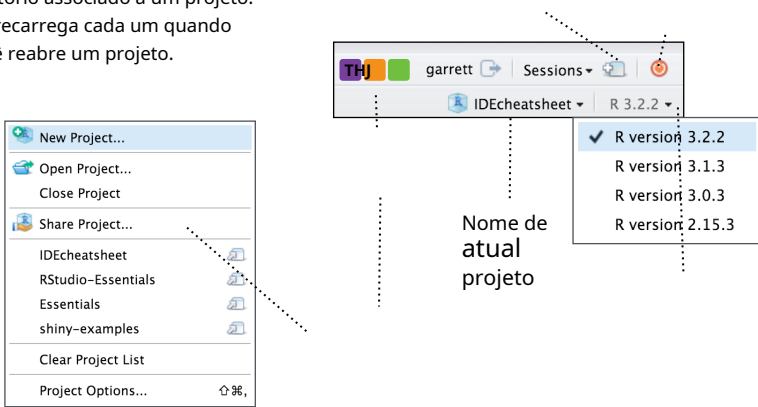 tório associado a um projeto.
recarrega cada um quando
ê reabre um projeto.
THJ
garrett
Sessions
IDEcheatsheet
R 3.2.2
R version 3.2.2
R version 3.1.3
R version 3.0.3
R version 2.15.3
New Project...
Open Project...
Close Project
Share Project...
IDEcheatsheet
RStudio-Essentials
Essentials
shiny-examples
Clear Project List
Project Options... ⇧⌘,
Nome de
atual
projeto